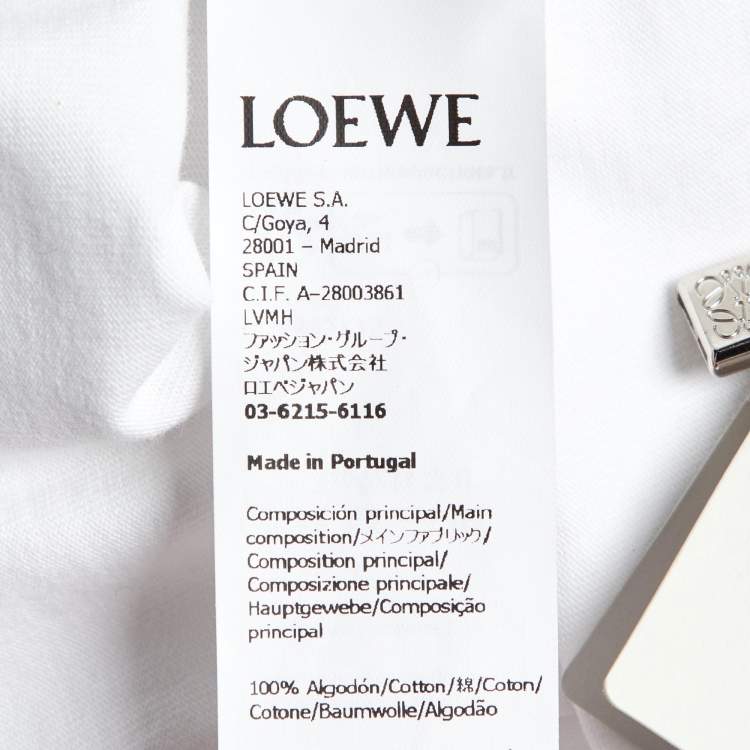 LOEWE
LOEWE S.A.
C/Goya, 4
28001 – Madrid
SPAIN
C.I.F. A-28003861
LVMH
ファッション・グループ・
ジャパン株式会社
ロエベジャパン
03-6215-6116
Made in Portugal
Composición principal/Main
composition/メインファブリック/
Composition principal/
Composizione principale/
Hauptgewebe/Composição
principal
100% Algodón/Cotton/綿/Coton/
Cotone/Baumwolle/Algodão